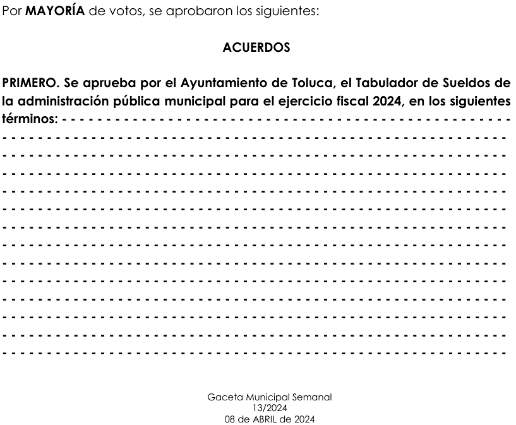 Por MAYORÍA de votos, se aprobaron los siguientes:
ACUERDOS
PRIMERO. Se aprueba por el Ayuntamiento de Toluca, el Tabulador de Sueldos de
la administración pública municipal para el ejercicio fiscal 2024, en los siguientes
términos: - - - - - - - - - - - - - - - - - - - - - - - - - - - - - - - - - - - - - - - - - - - - - - - - - - - - - -
- - - - - - - - - - - - - - - - - - - - - - - - - - - - - - - - - - - - - - - - - - - - - - - - - - - - - - - - - - - - -
- - - - - - - - - - - - - - - - - - - - - - - - - - - - - - - - - - - - - - - - - - - - - - - - - - - - - - - - - - - - -
- - - - - - - - - - - - - - - - - - - - - - - - - - - - - - - - - - - - - - - - - - - - - - - - - - - - - - - - - - - - -
- - - - - - - - - - - - - - - - - - - - - - - - - - - - - - - - - - - - - - - - - - - - - - - - - - - - - - - - - - - - -
- - - - - - - - - - - - - - - - - - - - - - - - - - - - - - - - - - - - - - - - - - - - - - - - - - - - - - - - - - - - -
- - - - - - - - - - - - - - - - - - - - - - - - - - - - - - - - - - - - - - - - - - - - - - - - - - - - - - - - - - - - -
- - - - - - - - - - - - - - - - - - - - - - - - - - - - - - - - - - - - - - - - - - - - - - - - - - - - - - - - - - - - -
- - - - - - - - - - - - - - - - - - - - - - - - - - - - - - - - - - - - - - - - - - - - - - - - - - - - - - - - - - - - -
- - - - - - - - - - - - - - - - - - - - - - - - - - - - - - - - - - - - - - - - - - - - - - - - - - - - - - - - - - - - -
- - - - - - - - - - - - - - - - - - - - - - - - - - - - - - - - - - - - - - - - - - - - - - - - - - - - - - - - - - - - -
- - - - - - - - - - - - - - - - - - - - - - - - - - - - - - - - - - - - - - - - - - - - - - - - - - - - - - - - - - - - -
- - - - - - - - - - - - - - - - - - - - - - - - - - - - - - - - - - - - - - - - - - - - - - - - - - - - - - - - - - - - -
- - - - - - - - - - - - - - - - - - - - - - - - - - - - - - - - - - - - - - - - - - - - - - - - - - - - - - - - - - - - -
Gaceta Municipal Semanal
13/2024
08 de ABRIL de 2024